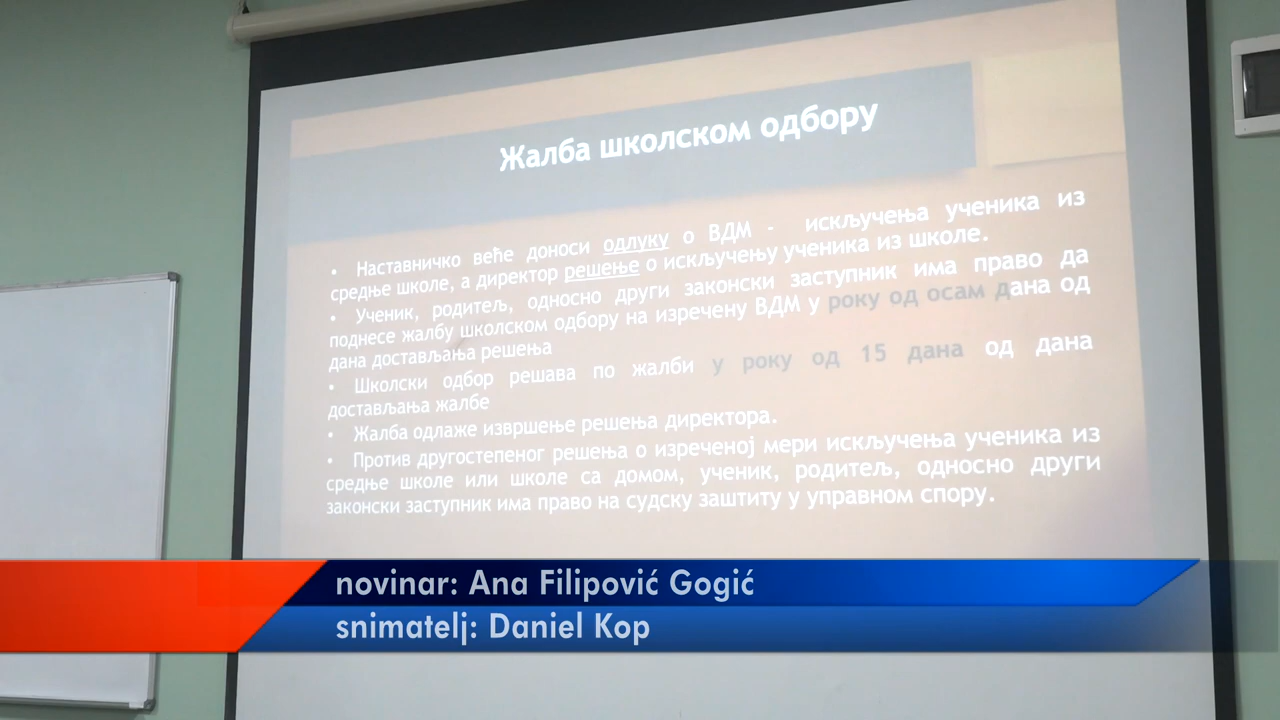 Жалба школском одбору
• Наставничко веће доноси одлуку о ВДМ - искључења ученика из
средње школе, а директор решење о искључењу ученика из школе.
• Ученик, родитељ, односно други законски заступник има право да
поднесе жалбу школском одбору на изречену ВДМ у року од осам дана од
дана достављања решења
• Школски одбор решава по жалби у року од 15 дана од дана
достављања жалбе
• Жалба одлаже извршење решења директора.
• Против другостепеног решења о изреченој мери искључења ученика из
средње школе или школе са домом, ученик, родитељ, односно други
законски заступник има право на судску заштиту у управном спору.
novinar: Ana Filipović Gogić
snimatelj: Daniel Kop